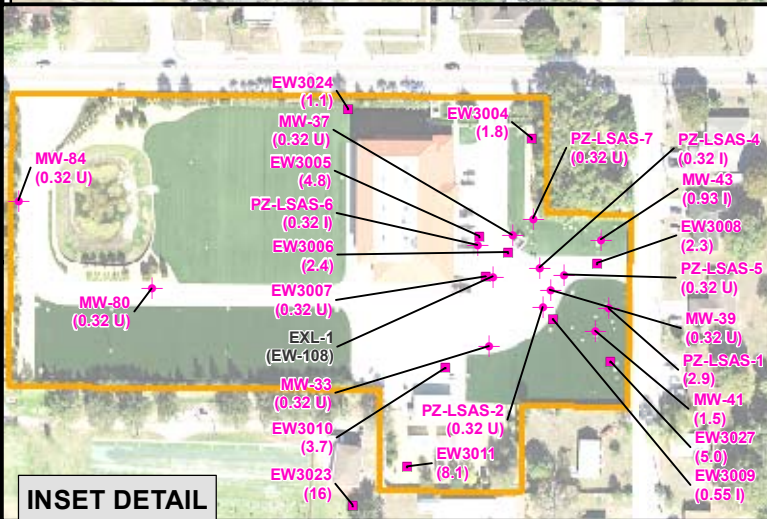 EW3024
(1.1)
MW-37
(0.32 U)
EW3005
(4.8)
PZ-LSAS-6
(0.32 I)
EW3006
(2.4)
EW3007
(0.32 U)
EXL-1
(EW-108)
MW-33
(0.32 U)
EW3010
(3.7)
EW3023
(16)
MW-84
(0.32 U)
MW-80
(0.32 U)
EW3004
(1.8)
PZ-LSAS-7
(0.32 U)
PZ-LSAS-4
(0.32 I)
MW-43
(0.93 I)
EW3008
(2.3)
PZ-LSAS-5
(0.32 U)
MW-39
(0.32 U)
PZ-LSAS-1
(2.9)
MW-41
(1.5)
EW3027
(5.0)
EW3009
(0.55 I)
PZ-LSAS-2
(0.32 U)
EW3011
(8.1)
INSET DETAIL